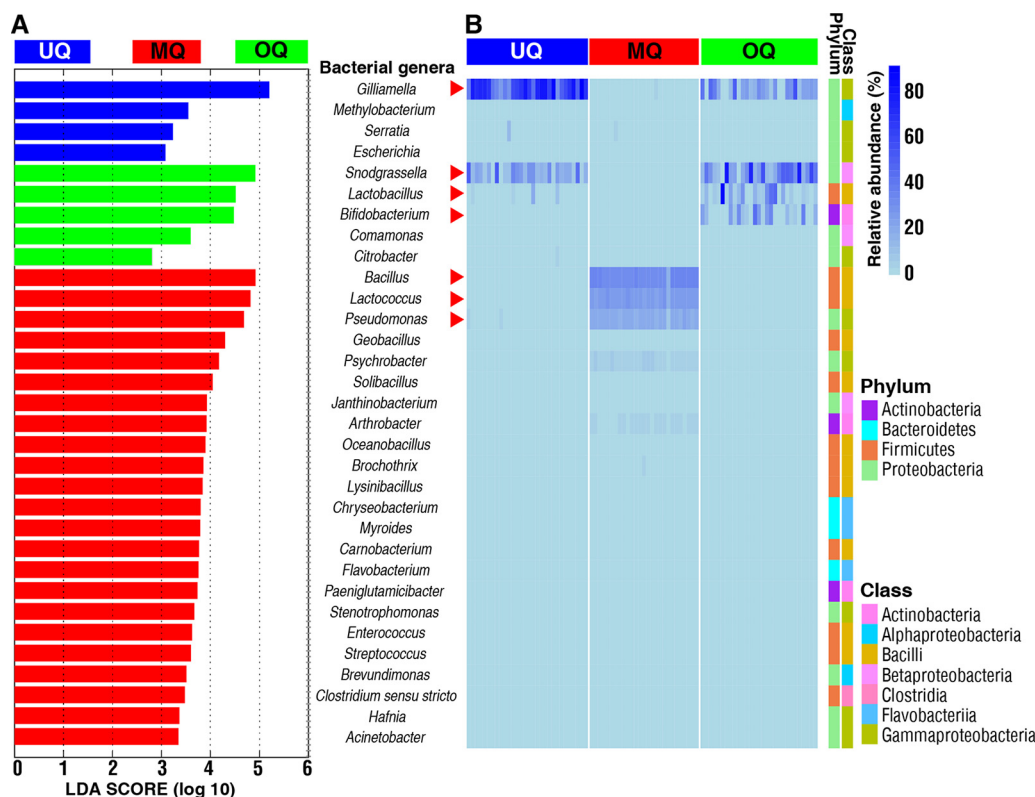 A
B
UQ
MQ
OQ
UQ
MQ
OQ
Phylum
Class
Bacterial genera
Gilliamella
Methylobacterium
Serratia
Escherichia
Snodgrassella
Lactobacillus
Bifidobacterium
Comamonas
Citrobacter
Bacillus
Lactococcus
Pseudomonas
Geobacillus
Psychrobacter
Solibacillus
Janthinobacterium
Arthrobacter
Oceanobacillus
Brochothrix
Lysinibacillus
Chryseobacterium
Myroides
Carnobacterium
Flavobacterium
Paeniglutamicibacter
Stenotrophomonas
Enterococcus
Streptococcus
Brevundimonas
Clostridium sensu stricto
Hafnia
Acinetobacter
0 1 2 3 4 5 6
LDA SCORE (log 10)
Relative abundance (%)
80
60
40
20
0
Phylum
Actinobacteria
Bacteroidetes
Firmicutes
Proteobacteria
Class
Actinobacteria
Alphaproteobacteria
Bacilli
Betaproteobacteria
Clostridia
Flavobacteriia
Gammaproteobacteria